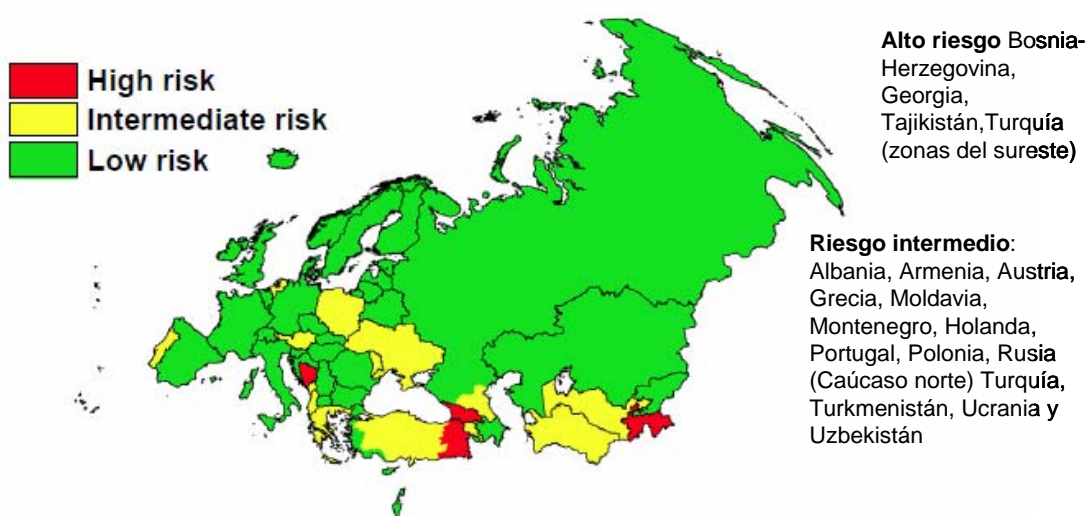 High risk
Intermediate risk
Low risk
Alto riesgo Bosnia-
Herzegovina,
Georgia,
Tajikistán,Turquía
(zonas del sureste)
Riesgo intermedio:
Albania, Armenia, Austria,
Grecia, Moldavia,
Montenegro, Holanda,
Portugal, Polonia, Rusia
(Caúcaso norte) Turquía,
Turkmenistán, Ucrania y
Uzbekistán